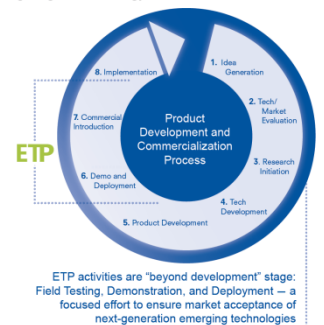 1. Idea
Generation
2. Tech/
Market
Evaluation
3. Research
Initiation
4. Tech
Development
5. Product Development
6. Demo and
Deployment
7. Commercial
Introduction
8. Implementation
Product
Development and
Commercialization
Process
ETP
ETP activities are “beyond development” stage:
Field Testing, Demonstration, and Deployment — a
focused effort to ensure market acceptance of
next-generation emerging technologies